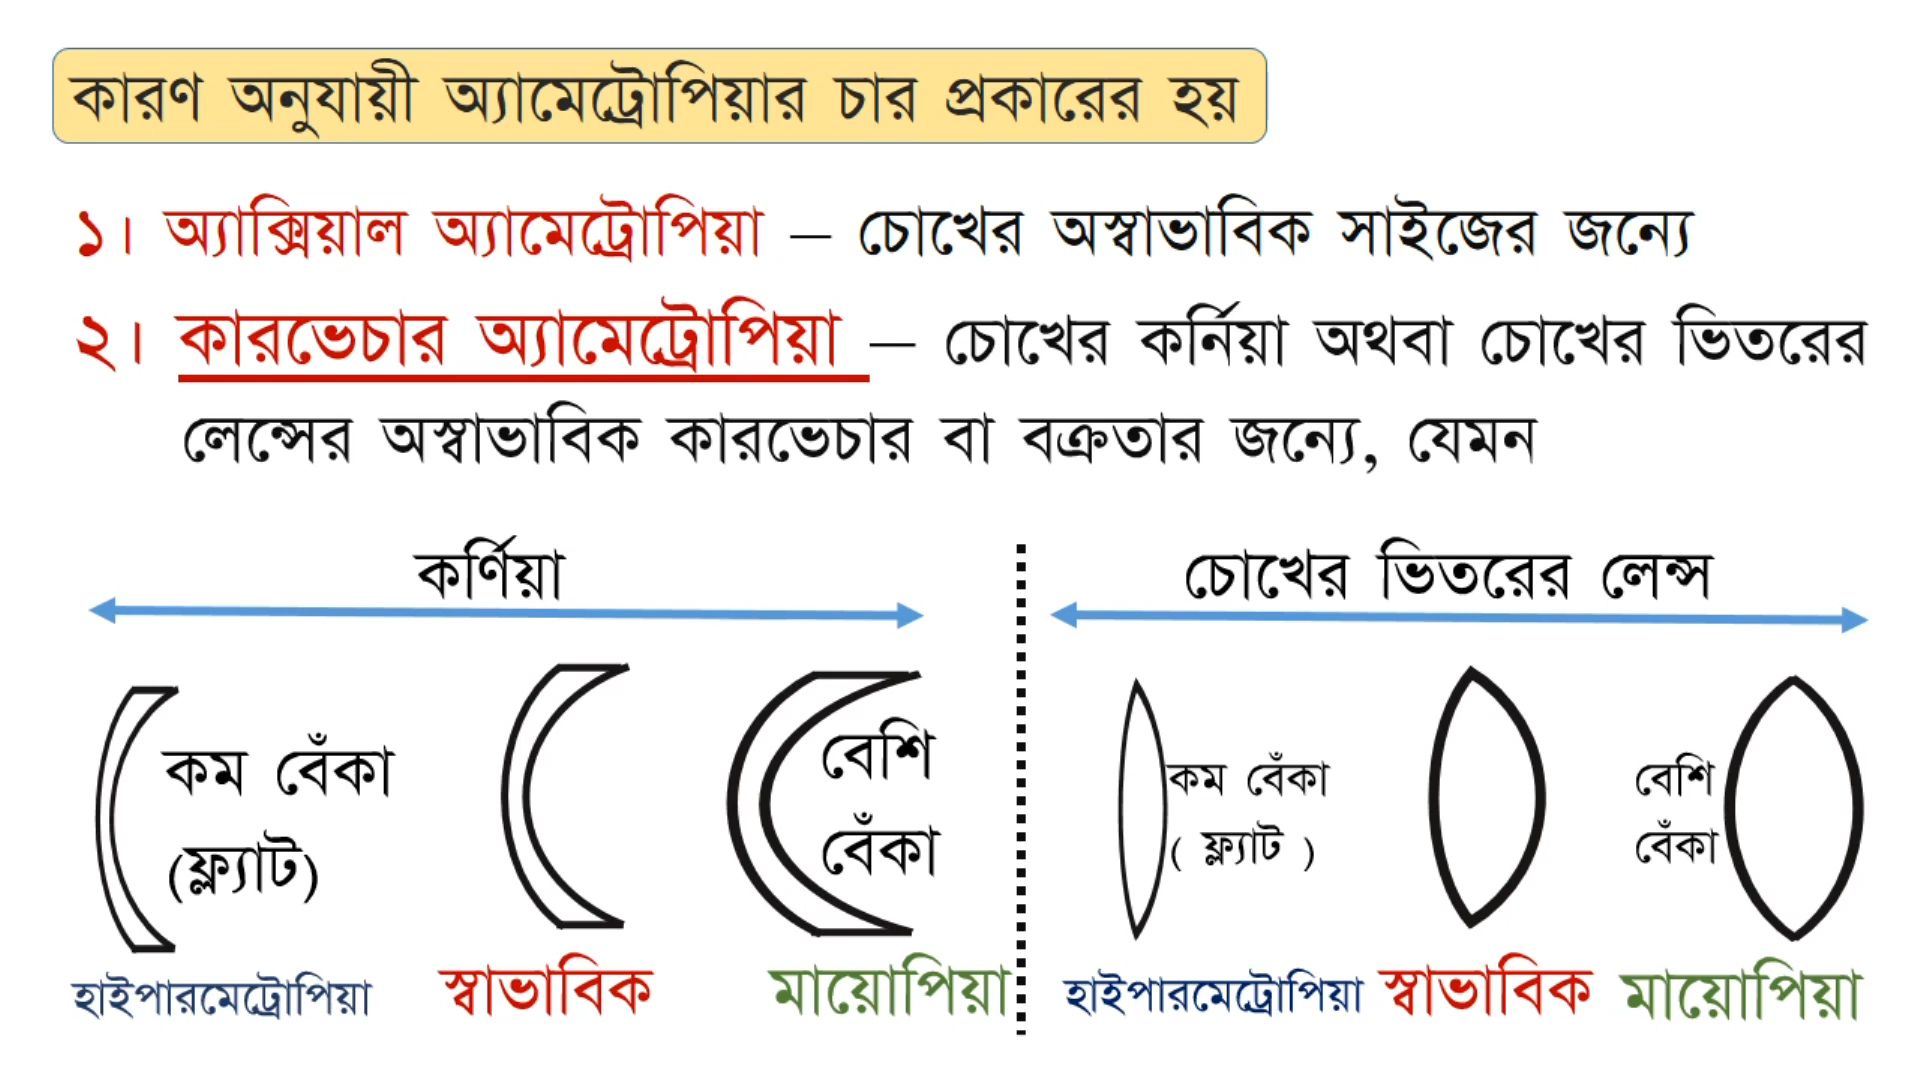 কারণ অনুযায়ী অ্যামেট্রোপিয়ার চার প্রকারের হয়
১। অ্যাক্সিয়াল অ্যামেট্রোপিয়া – চোখের অস্বাভাবিক সাইজের জন্যে
২। কারভেচার অ্যামেট্রোপিয়া – চোখের কর্নিয়া অথবা চোখের ভিতরের
লেন্সের অস্বাভাবিক কারভেচার বা বক্রতার জন্যে, যেমন
কর্ণিয়া
চোখের ভিতরের লেন্স
কম বেঁকা
(ফ্ল্যাট)
বেশি
বেঁকা
কম বেঁকা
( ফ্ল্যাট )
বেশি
বেঁকা
হাইপারমেট্রোপিয়া
স্বাভাবিক
মায়োপিয়া
হাইপারমেট্রোপিয়া
স্বাভাবিক
মায়োপিয়া